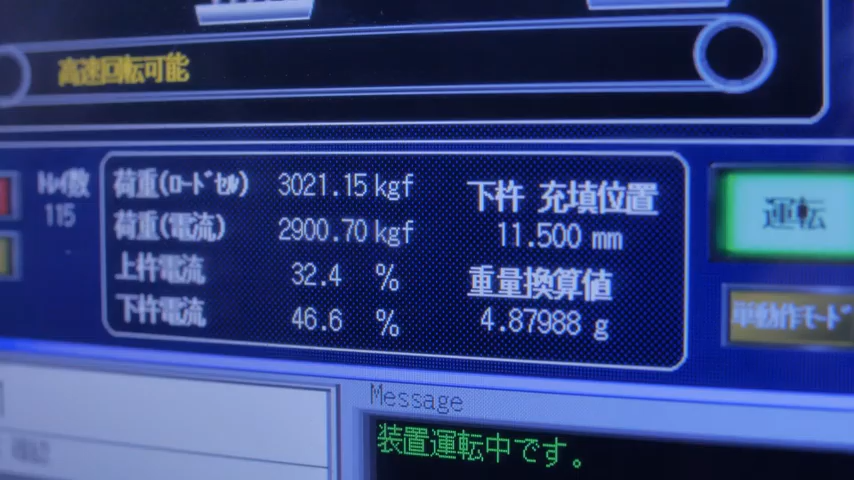 高速回転可能
トレイ数
115
荷重(ロードセル) 3021.15 kgf
荷重(電流) 2900.70 kgf
上杵電流 32.4 %
下杵電流 46.6 %
下杵 充填位置
11.500 mm
重量換算値
4.87988 g
運転
単動作モード
Message
装置運転中です。